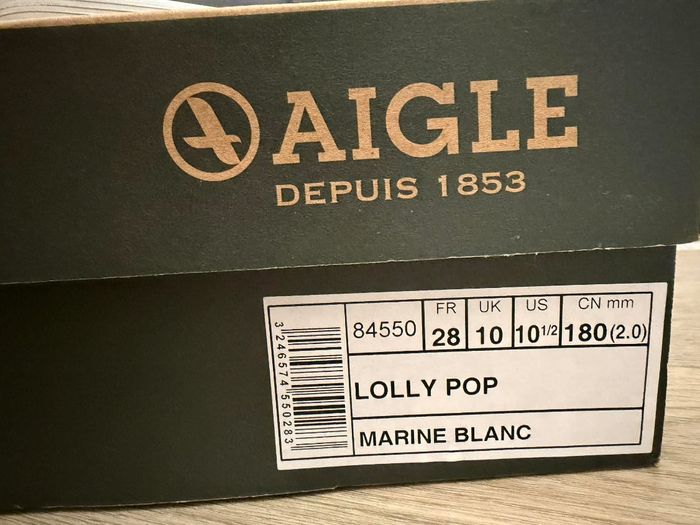 AIGLE
DEPUIS 1853
84550
FR
28
UK
10
US
10 1/2
CN mm
180 (2.0)
LOLLY POP
MARINE BLANC
3 246574 550283